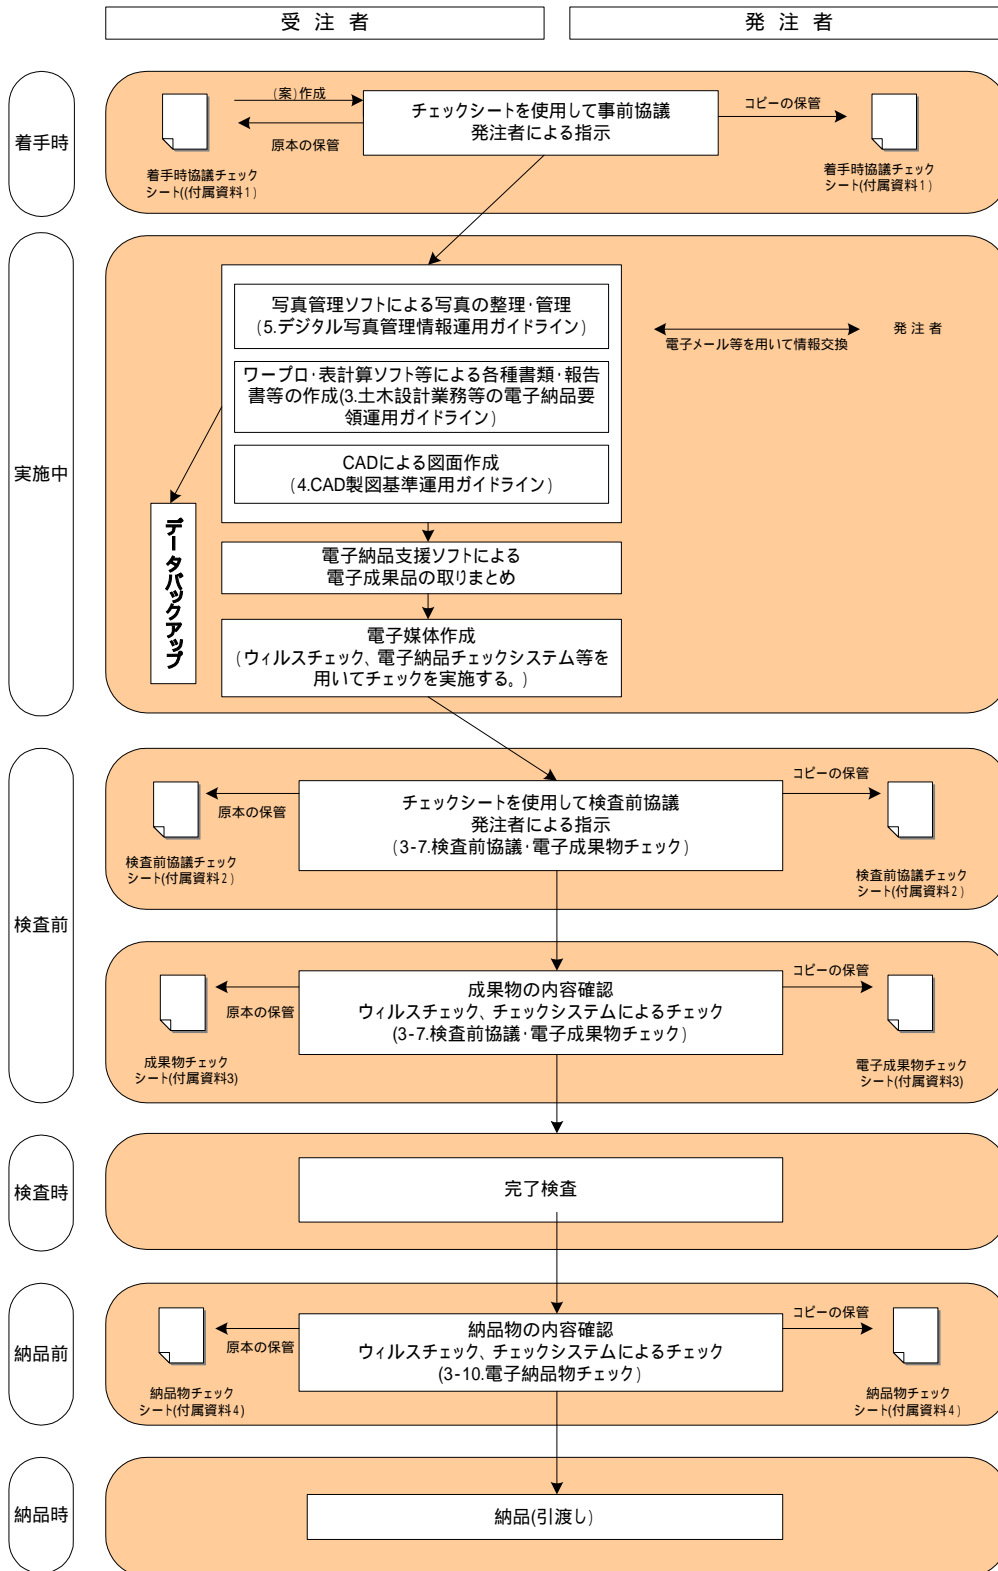 受 注 者
発 注 者
着手時
(案)作成
原本の保管
チェックシートを使用して事前協議
発注者による指示
コピーの保管
着手時協議チェック
シート((付属資料1)
着手時協議チェック
シート(付属資料1)
実施中
写真管理ソフトによる写真の整理・管理
(5.デジタル写真管理情報運用ガイドライン)
ワープロ・表計算ソフト等による各種書類・報告
書等の作成(3.土木設計業務等の電子納品要
領運用ガイドライン)
CADによる図面作成
(4.CAD製図基準運用ガイドライン)
電子メール等を用いて情報交換
発 注 者
データバックアップ
電子納品支援ソフトによる
電子成果品の取りまとめ
電子媒体作成
(ウィルスチェック、電子納品チェックシステム等を
用いてチェックを実施する。)
検査前
原本の保管
チェックシートを使用して検査前協議
発注者による指示
(3-7.検査前協議・電子成果物チェック)
コピーの保管
検査前協議チェック
シート(付属資料2)
検査前協議チェック
シート(付属資料2)
原本の保管
成果物の内容確認
ウィルスチェック、チェックシステムによるチェック
(3-7.検査前協議・電子成果物チェック)
コピーの保管
成果物チェック
シート(付属資料3)
電子成果物チェック
シート(付属資料3)
検査時
完了検査
納品前
原本の保管
納品物の内容確認
ウィルスチェック、チェックシステムによるチェック
(3-10.電子納品物チェック)
コピーの保管
納品物チェック
シート(付属資料4)
納品物チェック
シート(付属資料4)
納品時
納品(引渡し)